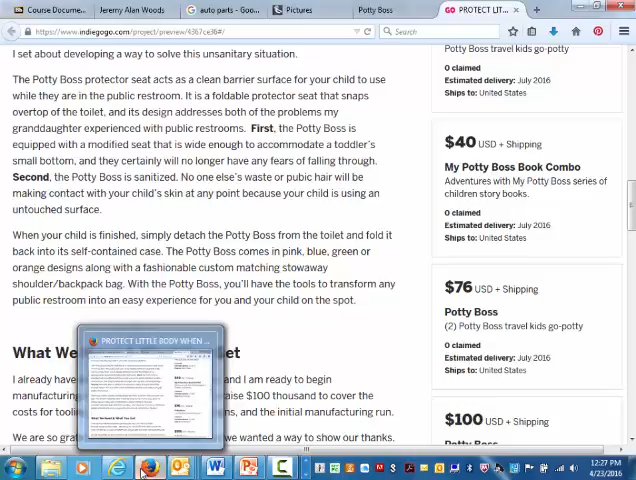 Course Docume...
Jeremy Alan Woods
auto parts - Goo...
Pictures
Potty Boss
GO PROTECT LITTL...
https://www.indiegogo.com/project/preview/4367ce36#/
Search
I set about developing a way to solve this unsanitary situation.
The Potty Boss protector seat acts as a clean barrier surface for your child to use
while they are in the public restroom. It is a foldable protector seat that snaps
overtop of the toilet, and its design addresses both of the problems my
granddaughter experienced with public restrooms. First, the Potty Boss is
equipped with a modified seat that is wide enough to accommodate a toddler's
small bottom, and they certainly will no longer have any fears of falling through.
Second, the Potty Boss is sanitized. No one else's waste or pubic hair will be
making contact with your child's skin at any point because your child is using an
untouched surface.
When your child is finished, simply detach the Potty Boss from the toilet and fold it
back into its self-contained case. The Potty Boss comes in pink, blue, green or
orange designs along with a fashionable custom matching stowaway
shoulder/backpack bag. With the Potty Boss, you'll have the tools to transform any
public restroom into an easy experience for you and your child on the spot.
What We
et
I already have
and I am ready to begin
manufacturing
aise $100 thousand to cover the
costs for tooling
ns, and the initial manufacturing run.
We are so grat
we wanted a way to show our thanks.
Potty Boss travel kids go-potty
0 claimed
Estimated delivery: July 2016
Ships to: United States
$40 USD + Shipping
My Potty Boss Book Combo
Adventures with My Potty Boss series of
children story books.
0 claimed
Estimated delivery: July 2016
Ships to: United States
$76 USD + Shipping
Potty Boss
(2) Potty Boss travel kids go-potty
0 claimed
Estimated delivery: July 2016
Ships to: United States
$100 USD + Shipping
Potty Boss
PROTECT LITTLE BODY WHEN ...
12:27 PM
4/23/2016